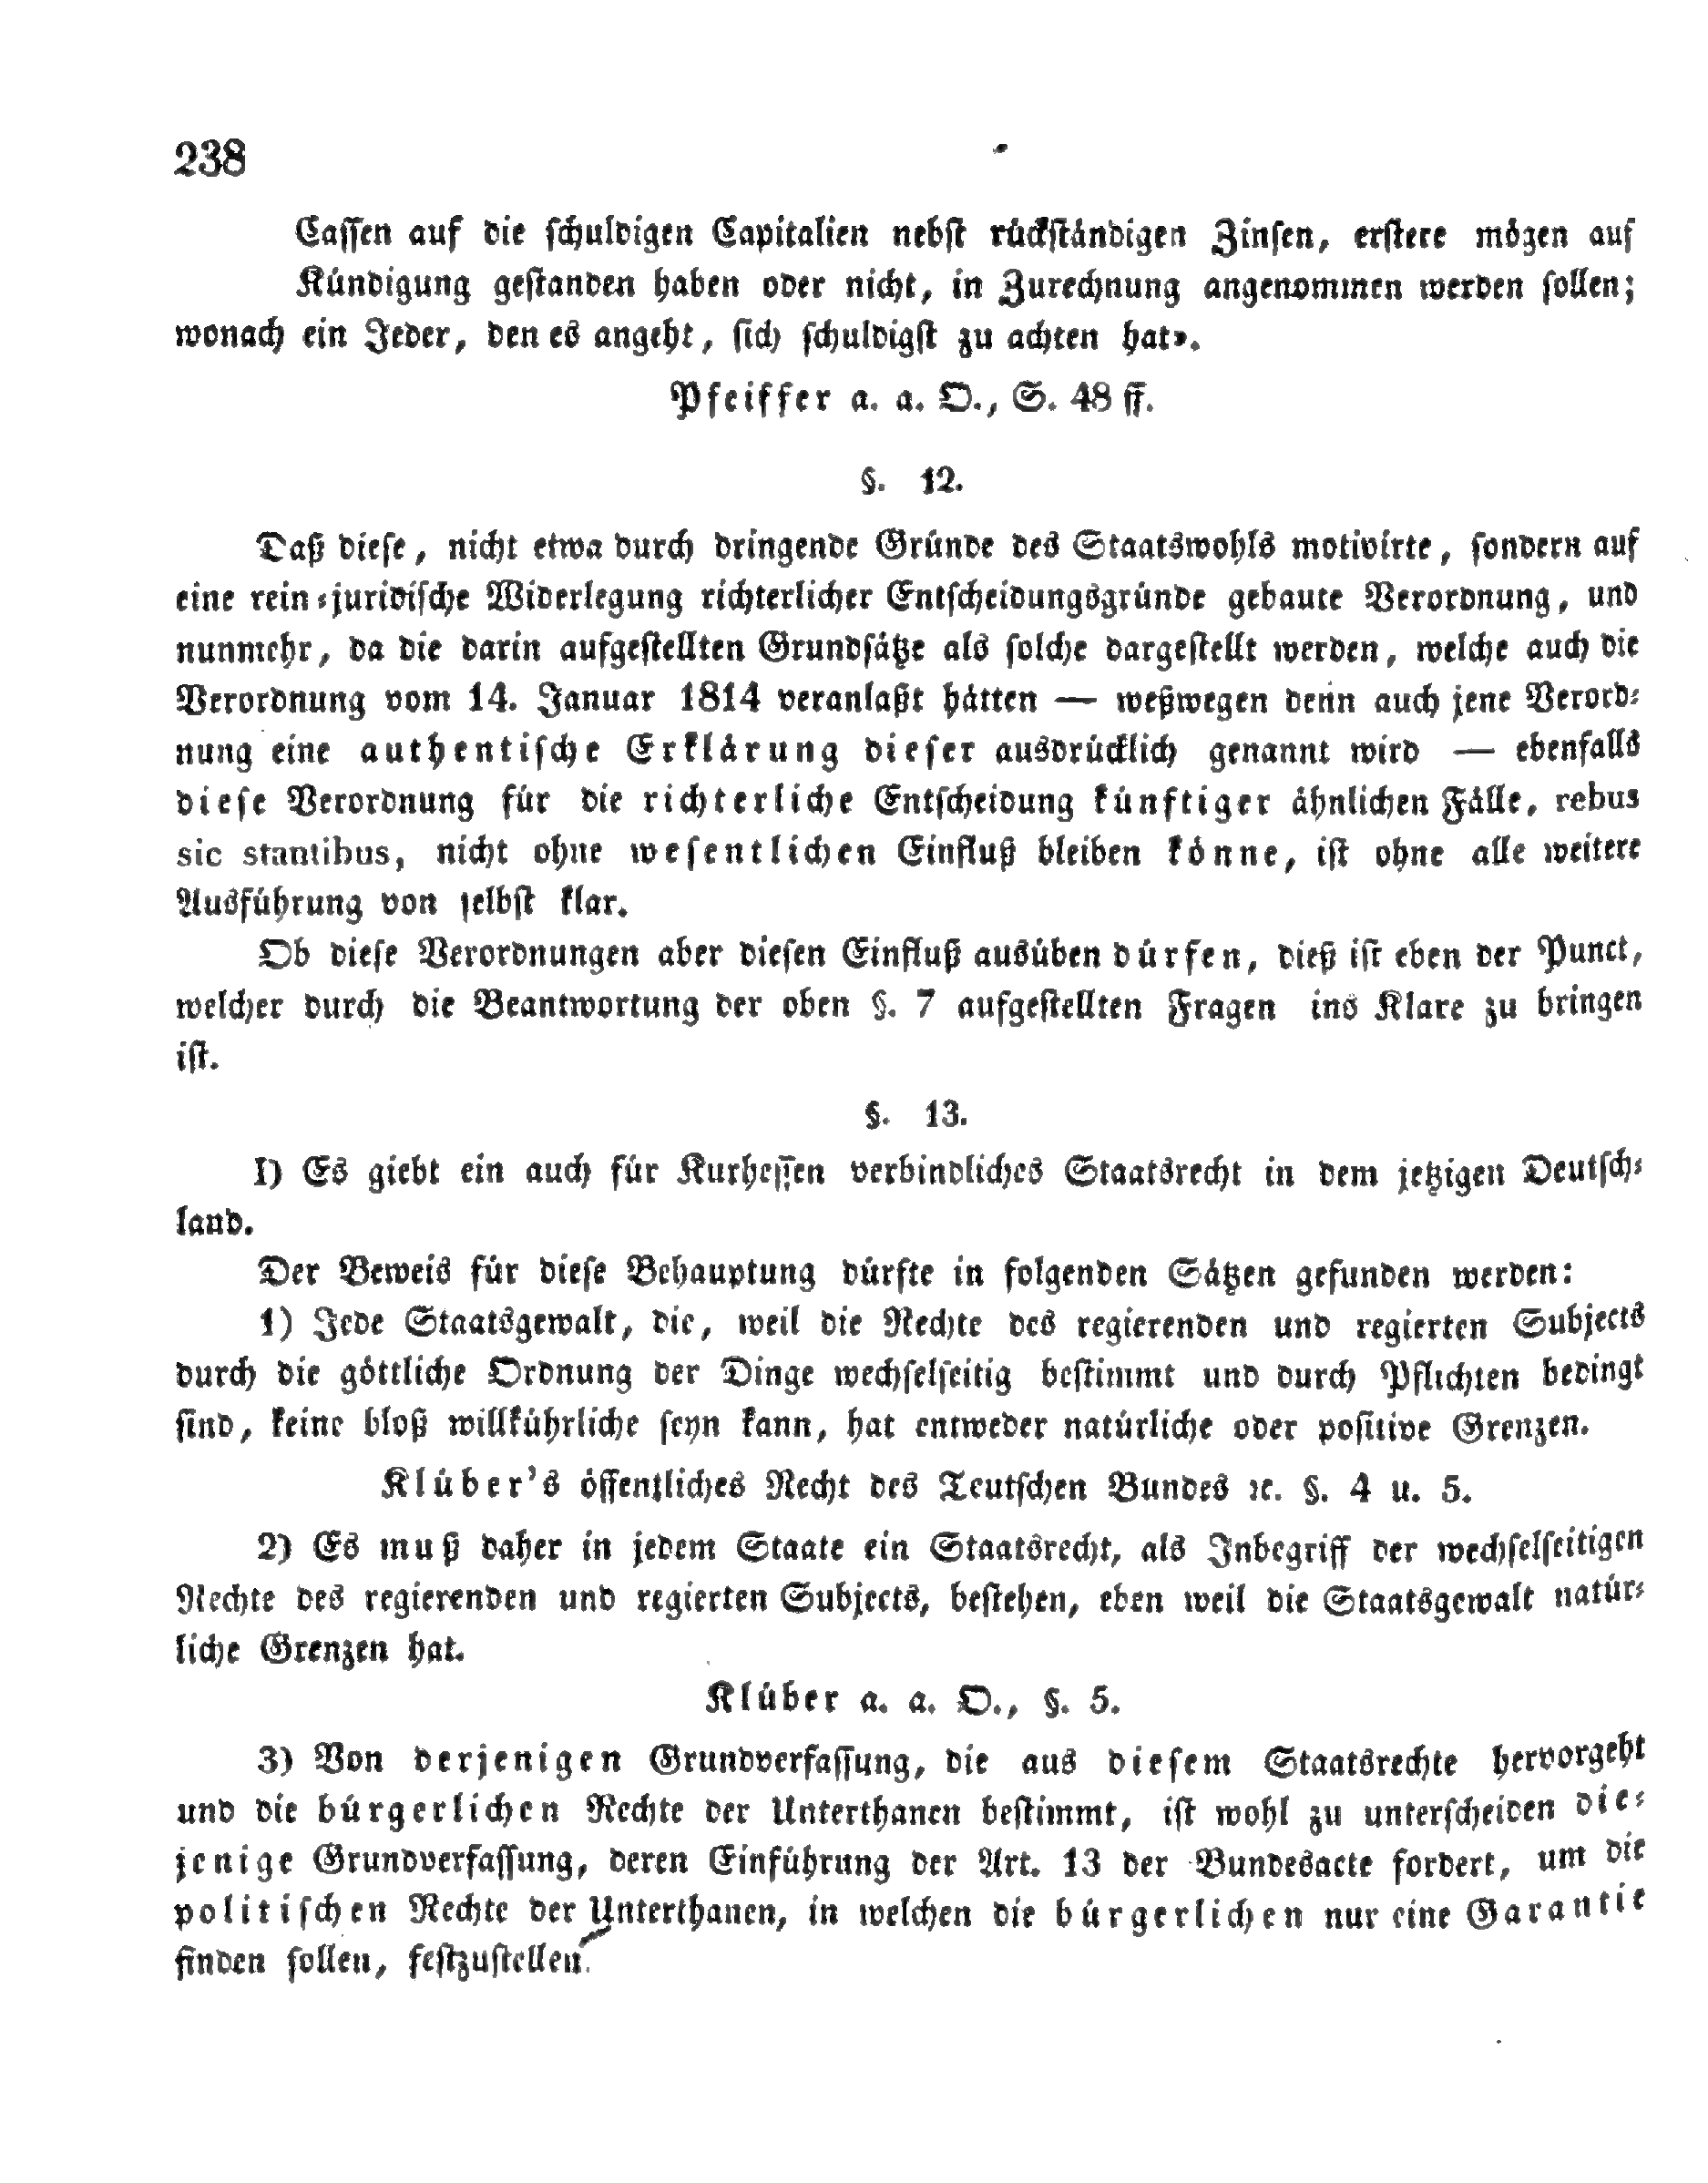 238
Cassen auf die schuldigen Capitalien nebst rückständigen Zinsen, erstere mögen auf
Kündigung gestanden haben oder nicht, in Zurechnung angenommen werden sollen;
wonach ein Jeder, den es angeht, sich schuldigst zu achten hat».
Pfeiffer a. a. O., S. 48 ff.
§. 12.
Daß diese, nicht etwa durch dringende Gründe des Staatswohls motivirte, sondern auf
eine rein-juridische Widerlegung richterlicher Entscheidungsgründe gebaute Verordnung, und
nunmehr, da die darin aufgestellten Grundsätze als solche dargestellt werden, welche auch die
Verordnung vom 14. Januar 1814 veranlaßt hätten — weßwegen denn auch jene Verord-
nung eine authentische Erklärung dieser ausdrücklich genannt wird — ebenfalls
diese Verordnung für die richterliche Entscheidung künftiger ähnlichen Fälle, rebus
sic stantibus, nicht ohne wesentlichen Einfluß bleiben könne, ist ohne alle weitere
Ausführung von selbst klar.
Ob diese Verordnungen aber diesen Einfluß ausüben dürfen, dieß ist eben der Punct,
welcher durch die Beantwortung der oben §. 7 aufgestellten Fragen ins Klare zu bringen
ist.
§. 13.
I) Es giebt ein auch für Kurhessen verbindliches Staatsrecht in dem jetzigen Deutsch-
land.
Der Beweis für diese Behauptung dürfte in folgenden Sätzen gefunden werden:
1) Jede Staatsgewalt, die, weil die Rechte des regierenden und regierten Subjects
durch die göttliche Ordnung der Dinge wechselseitig bestimmt und durch Pflichten bedingt
sind, keine bloß willkührliche seyn kann, hat entweder natürliche oder positive Grenzen.
Klüber's öffentliches Recht des Teutschen Bundes ꝛc. §. 4 u. 5.
2) Es muß daher in jedem Staate ein Staatsrecht, als Inbegriff der wechselseitigen
Rechte des regierenden und regierten Subjects, bestehen, eben weil die Staatsgewalt natür-
liche Grenzen hat.
Klüber a. a. O., §. 5.
3) Von derjenigen Grundverfassung, die aus diesem Staatsrechte hervorgeht
und die bürgerlichen Rechte der Unterthanen bestimmt, ist wohl zu unterscheiden die-
jenige Grundverfassung, deren Einführung der Art. 13 der Bundesacte fordert, um die
politischen Rechte der Unterthanen, in welchen die bürgerlichen nur eine Garantie
finden sollen, festzustellen.